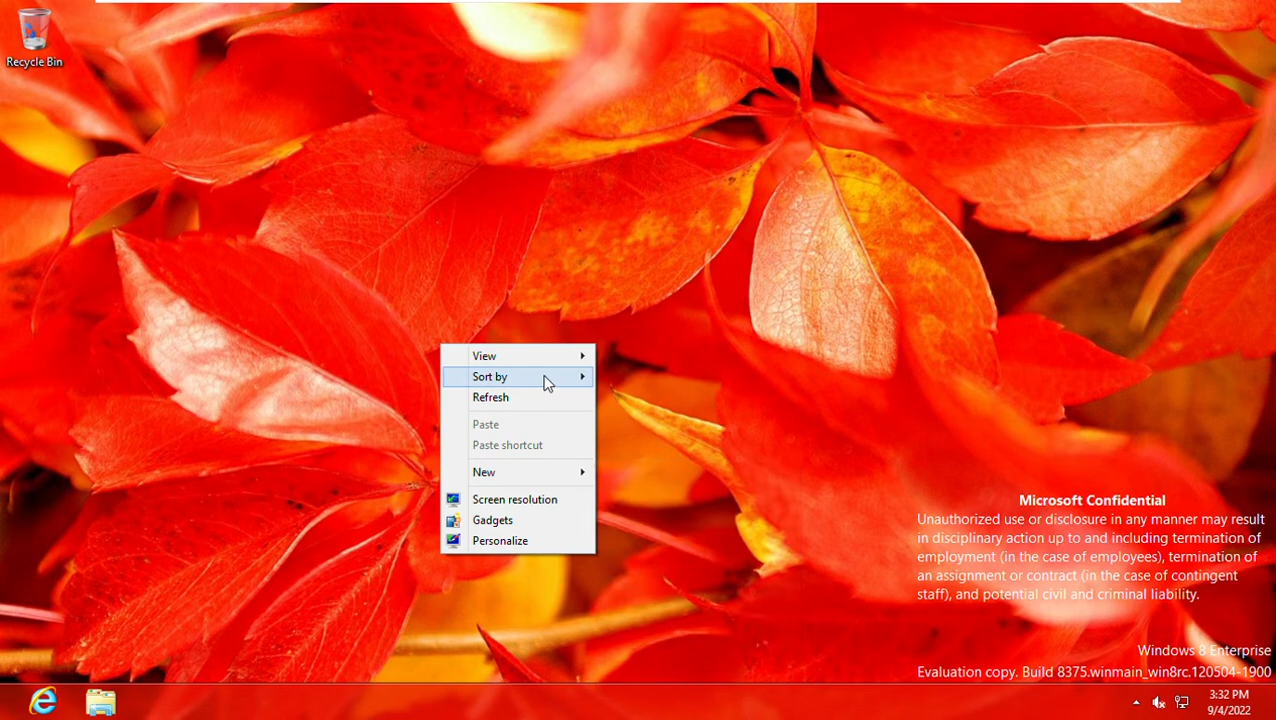 Recycle Bin
View
Sort by
Refresh
Paste
Paste shortcut
New
Screen resolution
Gadgets
Personalize
Microsoft Confidential
Unauthorized use or disclosure in any manner may result
in disciplinary action up to and including termination of
employment (in the case of employees), termination of
an assignment or contract (in the case of contingent
staff), and potential civil and criminal liability.
Windows 8 Enterprise
Evaluation copy. Build 8375.winmain_win8rc.120504-1900
3:32 PM
9/4/2022